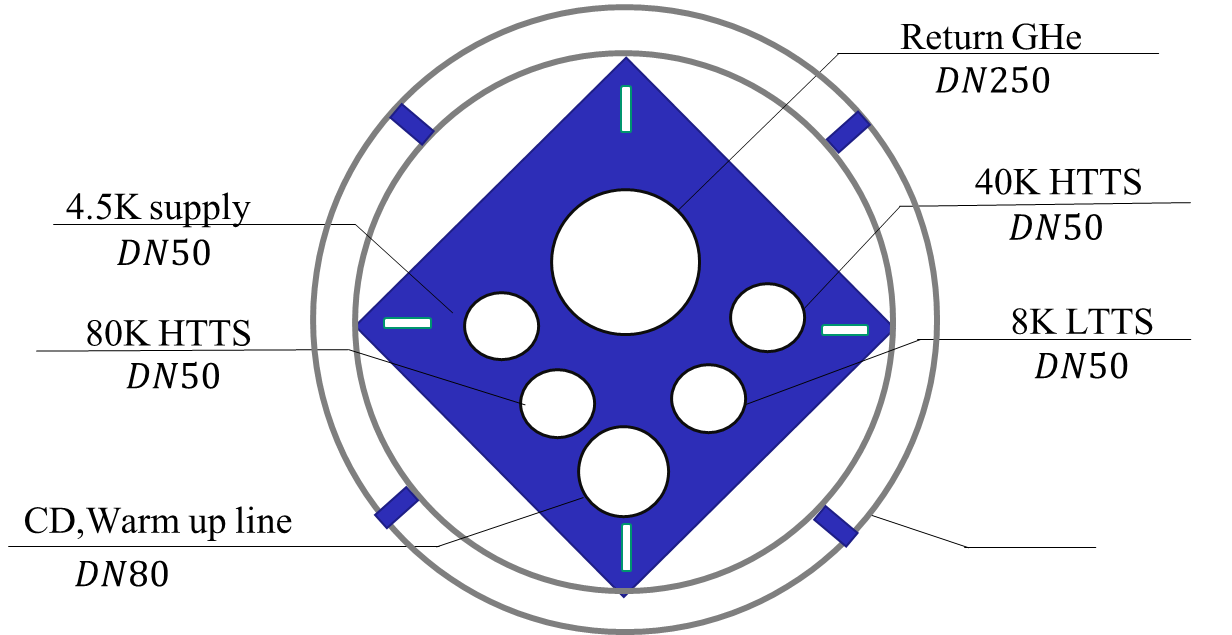 Return GHe
DN250
40K HTTS
DN50
4.5K supply
DN50
80K HTTS
DN50
8K LTTS
DN50
CD,Warm up line
DN80